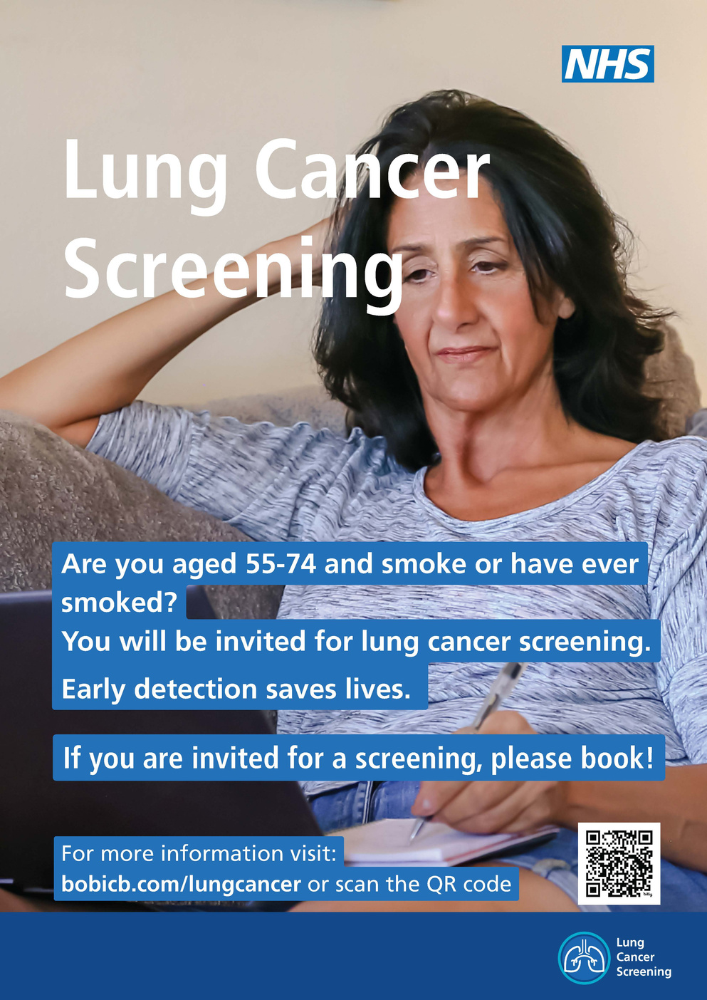 NHS
Lung Cancer
Screening
Are you aged 55-74 and smoke or have ever
smoked?
You will be invited for lung cancer screening.
Early detection saves lives.
If you are invited for a screening, please book!
For more information visit:
bobicb.com/lungcancer or scan the QR code
bitly
Lung
Cancer
Screening